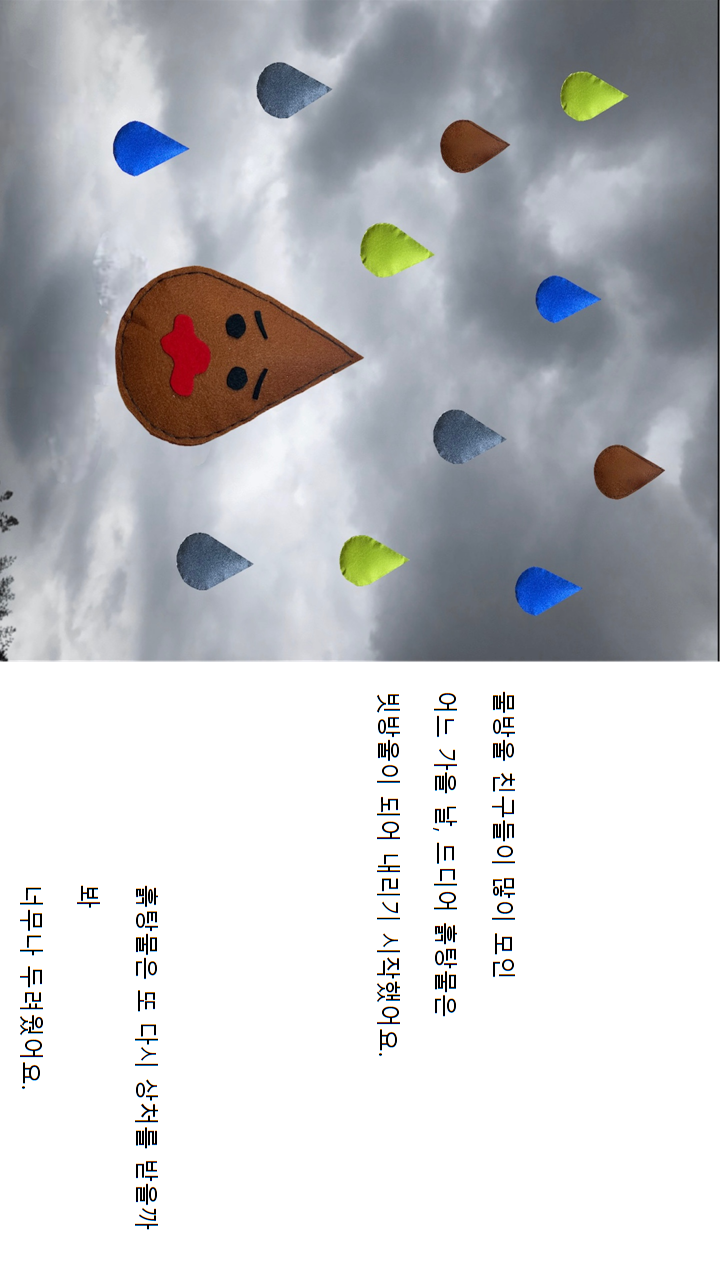 물방울 친구들이 많이 모인
어느 가을 날, 드디어 흙탕물은
빗방울이 되어 내리기 시작했어요.
흙탕물은 또 다시 상처를 받을까
봐
너무나 두려웠어요.